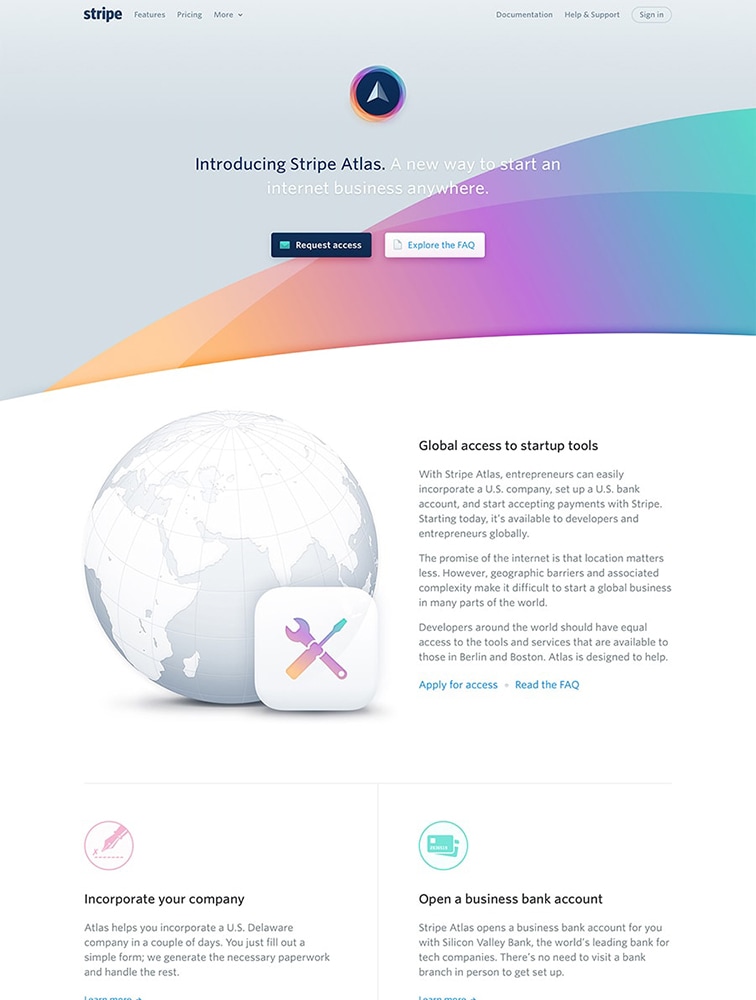 stripe Features Pricing More Documentation Help & Support Sign in
Introducing Stripe Atlas. A new way to start an
internet business anywhere.
Request access Explore the FAQ
Global access to startup tools
With Stripe Atlas, entrepreneurs can easily
incorporate a U.S. company, set up a U.S. bank
account, and start accepting payments with Stripe.
Starting today, it’s available to developers and
entrepreneurs globally.
The promise of the internet is that location matters
less. However, geographic barriers and associated
complexity make it difficult to start a global business
in many parts of the world.
Developers around the world should have equal
access to the tools and services that are available to
those in Berlin and Boston. Atlas is designed to help.
Apply for access Read the FAQ
x
Incorporate your company
Atlas helps you incorporate a U.S. Delaware
company in a couple of days. You just fill out a
simple form; we generate the necessary paperwork
and handle the rest.
Learn more →
Open a business bank account
Stripe Atlas opens a business bank account for you
with Silicon Valley Bank, the world’s leading bank for
tech companies. There’s no need to visit a bank
branch in person to get set up.
Learn more →